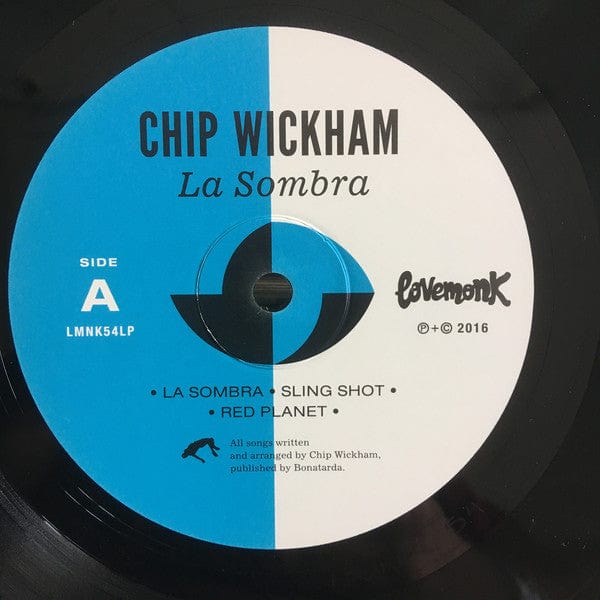 CHIP WICKHAM
La Sombra
SIDE
A
LMNK54LP
lovemonk
℗+© 2016
• LA SOMBRA • SLING SHOT •
• RED PLANET •
All songs written
and arranged by Chip Wickham,
published by Bonatarda.